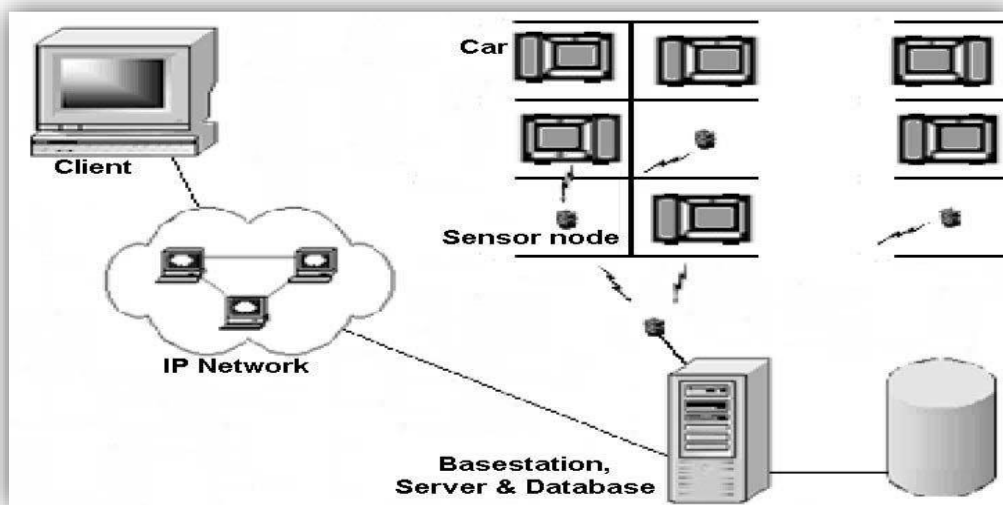 Car
Client
Sensor node
IP Network
Basestation,
Server & Database